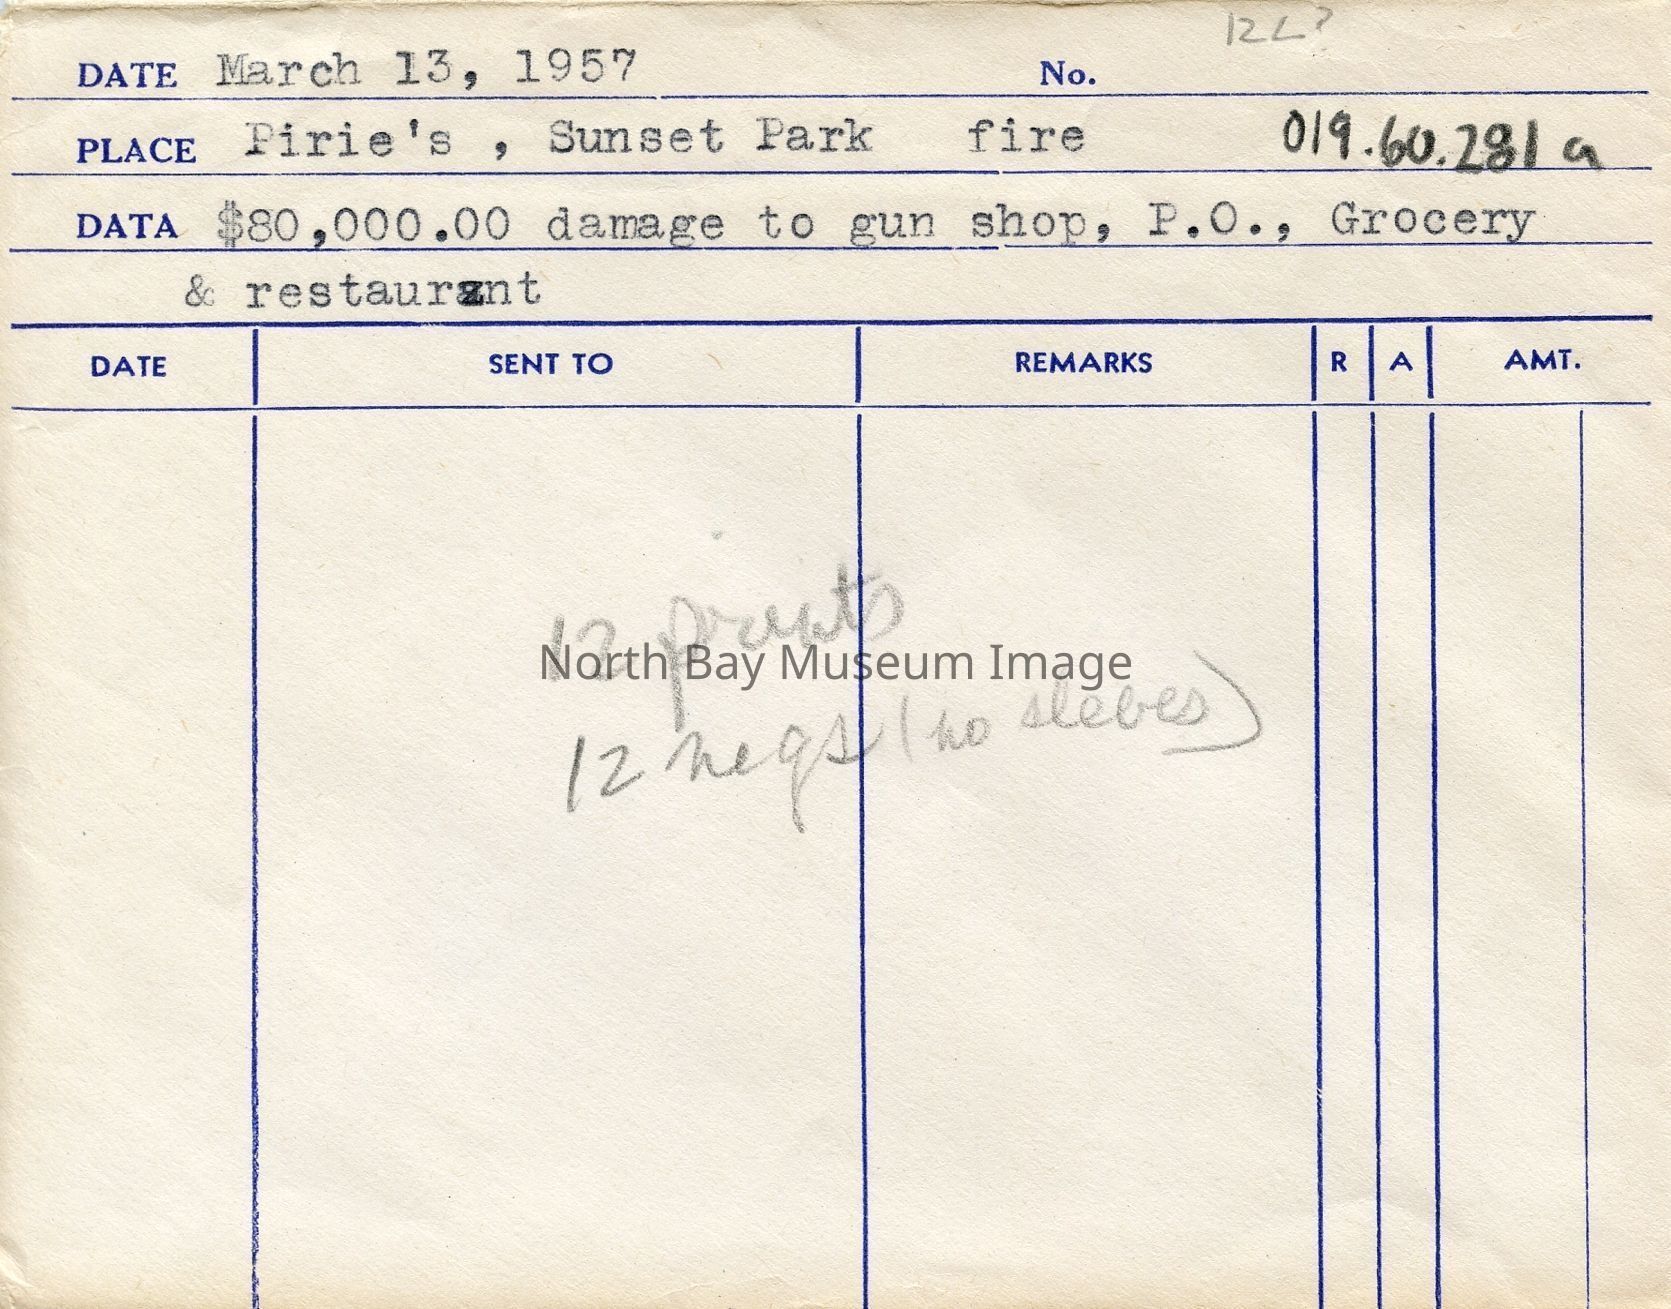 12L?
DATE March 13, 1957 No.
PLACE Pirie's , Sunset Park fire 019.60.281a
DATA $80,000.00 damage to gun shop, P.O., Grocery
& restaurant
DATE SENT TO REMARKS R A AMT.
12 prints
North Bay Museum Image
12 negs (no sleeves)